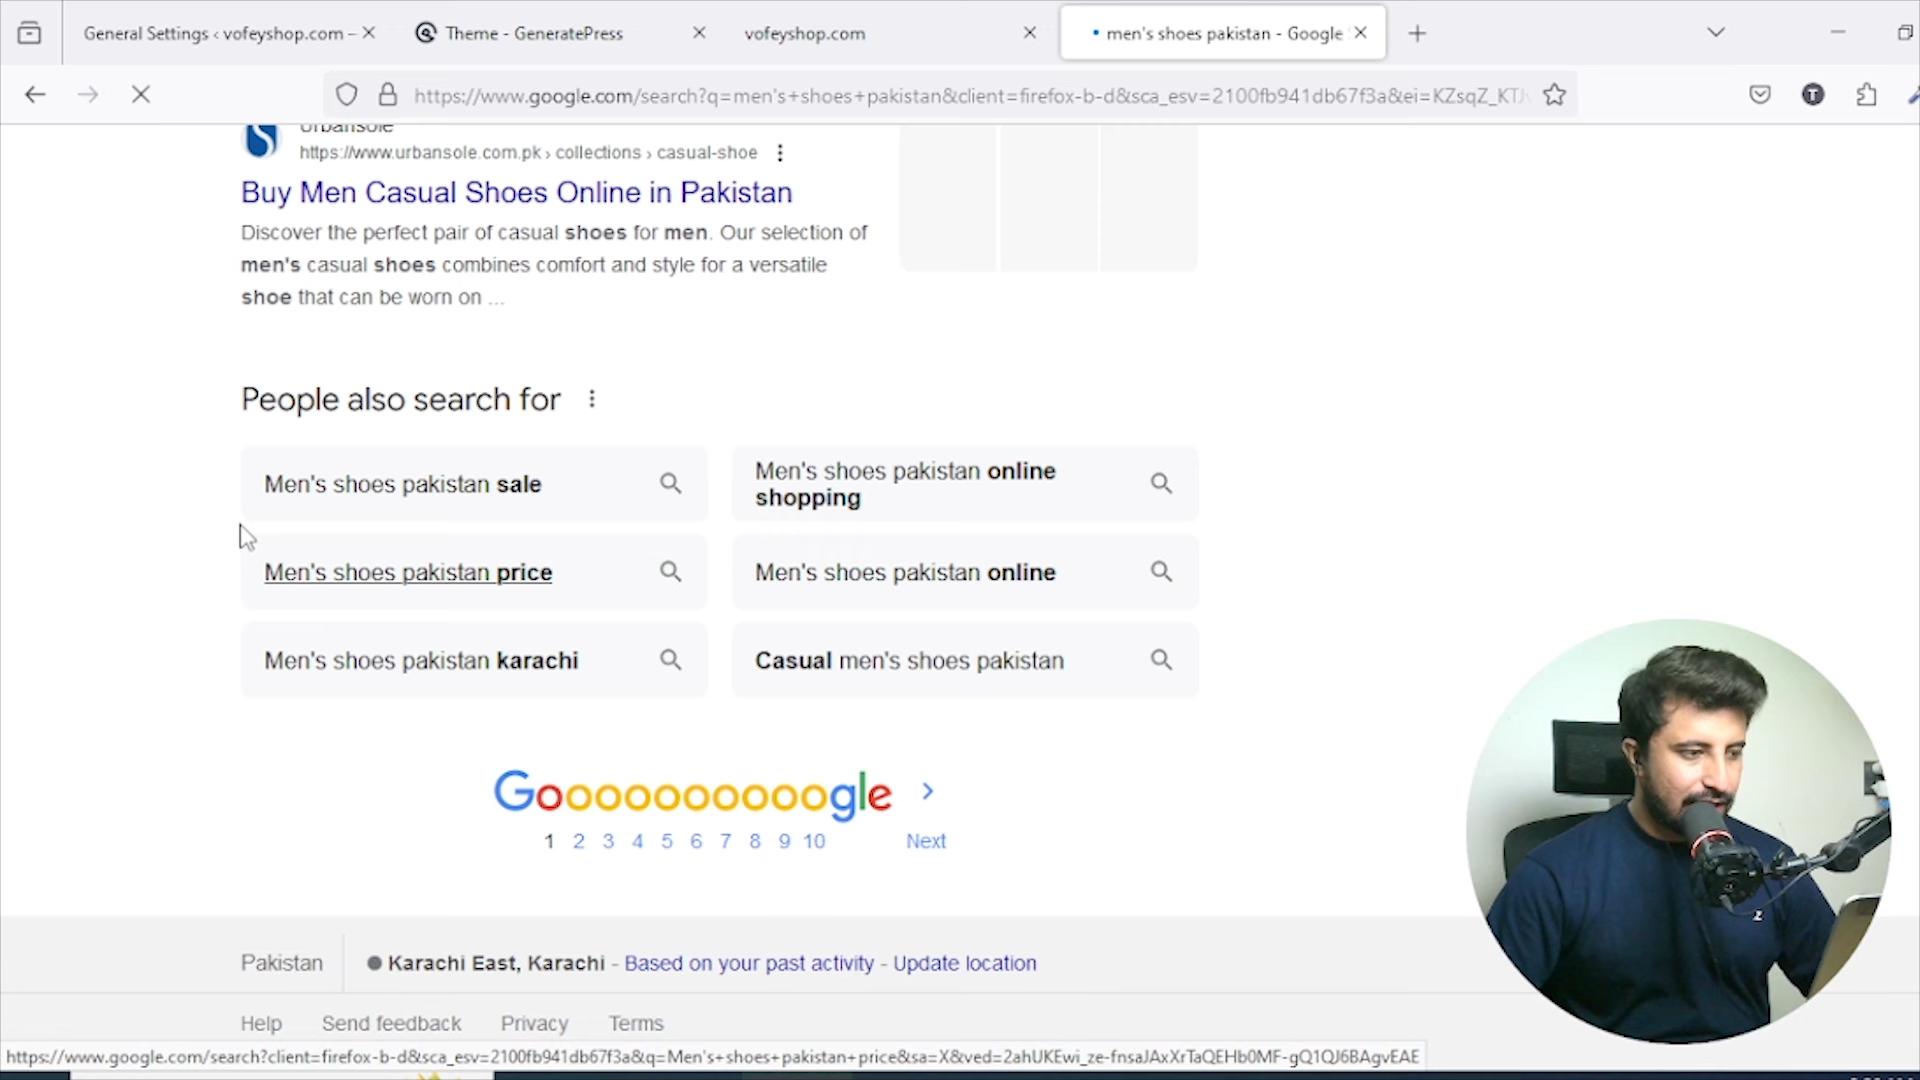 General Settings ‹ vofeyshop.com –
Theme - GeneratePress
vofeyshop.com
men's shoes pakistan - Google
https://www.google.com/search?q=men's+shoes+pakistan&client=firefox-b-d&sca_esv=2100fb941db67f3a&ei=KZsqZ_KTJ
T
Urbansole
https://www.urbansole.com.pk › collections › casual-shoe
Buy Men Casual Shoes Online in Pakistan
Discover the perfect pair of casual shoes for men. Our selection of
men's casual shoes combines comfort and style for a versatile
shoe that can be worn on ...
People also search for
Men's shoes pakistan sale
Men's shoes pakistan online
shopping
Men's shoes pakistan price
Men's shoes pakistan online
Men's shoes pakistan karachi
Casual men's shoes pakistan
Goooooooooogle
1 2 3 4 5 6 7 8 9 10 Next
Pakistan
Karachi East, Karachi - Based on your past activity - Update location
Help Send feedback Privacy Terms
https://www.google.com/search?client=firefox-b-d&sca_esv=2100fb941db67f3a&q=Men's+shoes+pakistan+price&sa=X&ved=2ahUKEwi_ze-fnsaJAxXrTaQEHb0MF-gQ1QJ6BAgvEAE